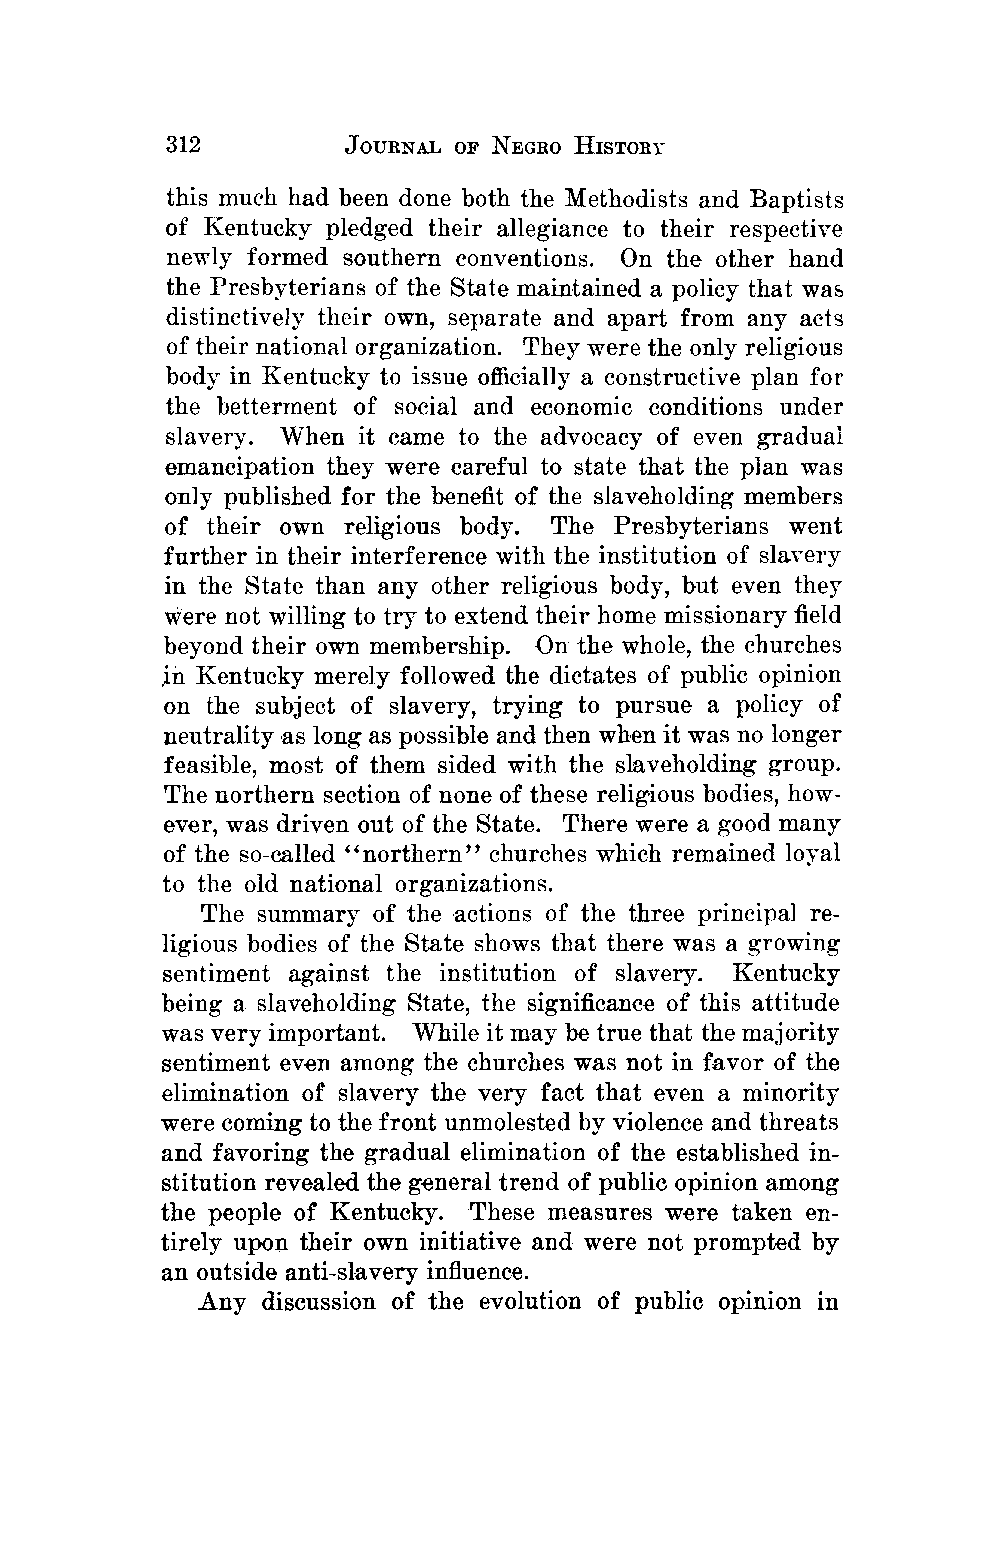 312 JOURNAL OF NEGRO HISTORY
this much had been done both the Methodists and Baptists
of Kentucky pledged their allegiance to their respective
newly formed southern conventions. On the other hand
the Presbyterians of the State maintained a policy that was
distinctively their own, separate and apart from any acts
of their national organization. They were the only religious
body in Kentucky to issue officially a constructive plan for
the betterment of social and economic conditions under
slavery. When it came to the advocacy of even gradual
emancipation they were careful to state that the plan was
only published for the benefit of the slaveholding members
of their own religious body. The Presbyterians went
further in their interference with the institution of slavery
in the State than any other religious body, but even they
were not willing to try to extend their home missionary field
beyond their own membership. On the whole, the churches
in Kentucky merely followed the dictates of public opinion
on the subject of slavery, trying to pursue a policy of
neutrality as long as possible and then when it was no longer
feasible, most of them sided with the slaveholding group.
The northern section of none of these religious bodies, how-
ever, was driven out of the State. There were a good many
of the so-called "northern" churches which remained loyal
to the old national organizations.
The summary of the actions of the three principal re-
ligious bodies of the State shows that there was a growing
sentiment against the institution of slavery. Kentucky
being a slaveholding State, the significance of this attitude
was very important. While it may be true that the majority
sentiment even among the churches was not in favor of the
elimination of slavery the very fact that even a minority
were coming to the front unmolested by violence and threats
and favoring the gradual elimination of the established in-
stitution revealed the general trend of public opinion among
the people of Kentucky. These measures were taken en-
tirely upon their own initiative and were not prompted by
an outside anti-slavery influence.
Any discussion of the evolution of public opinion in